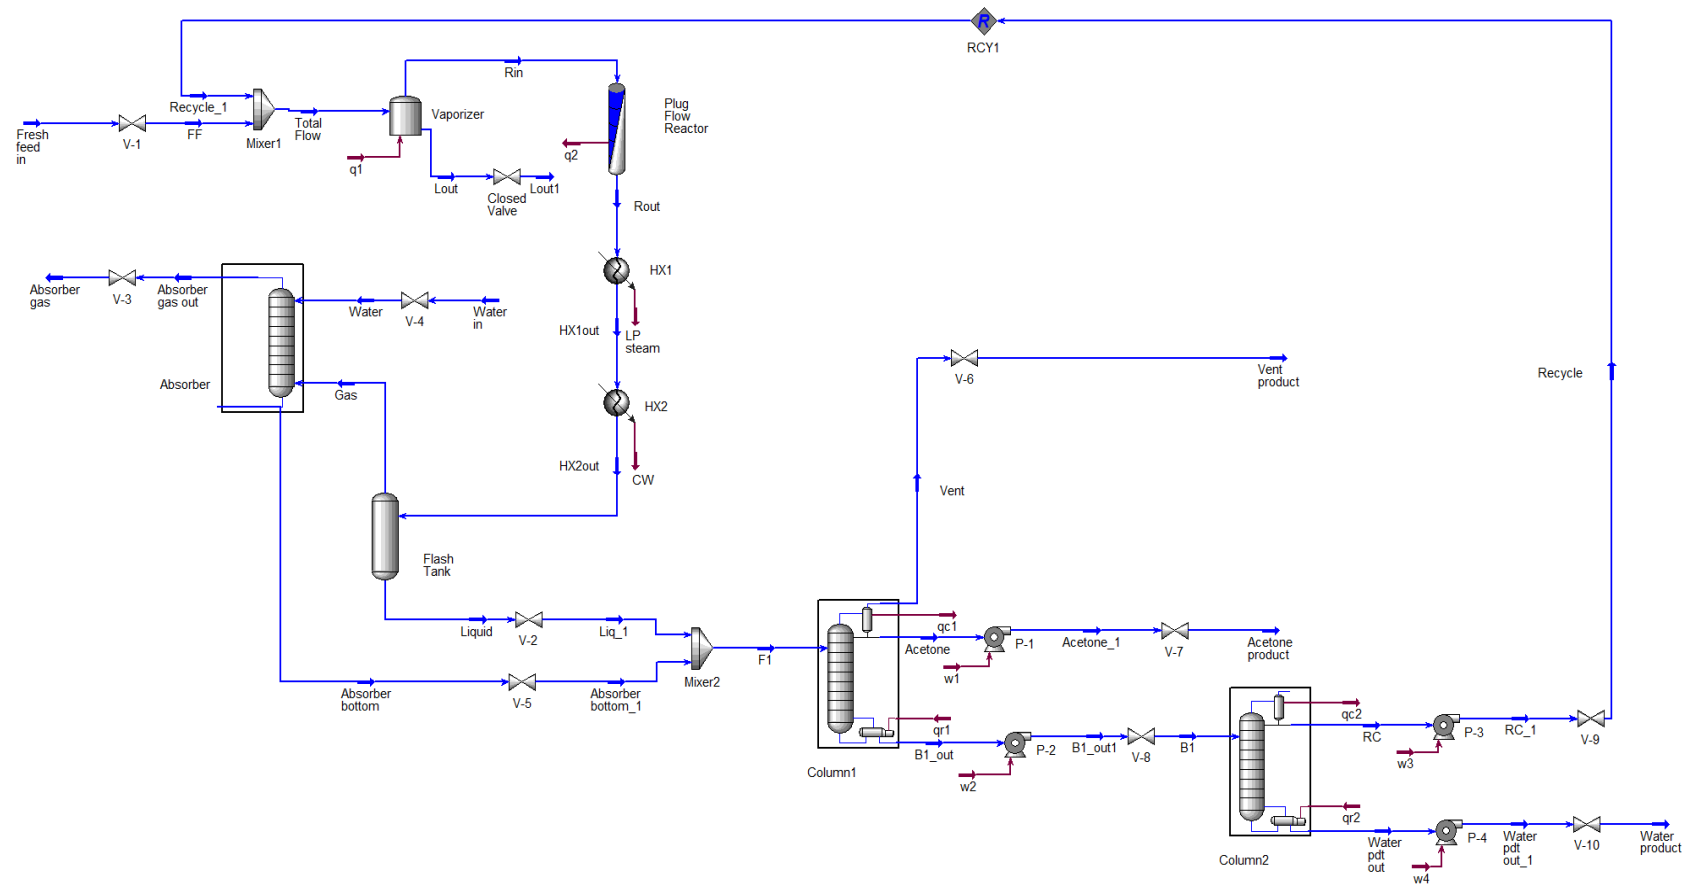 R
RCY1
Rin
Recycle_1
Fresh
feed
in
V-1
FF
Mixer1
Total
Flow
Vaporizer
q1
Lout
Closed
Valve
Lout1
q2
Plug
Flow
Reactor
Rout
HX1
HX1out
LP
steam
HX2
HX2out
CW
Absorber
gas
V-3
Absorber
gas out
Water
V-4
Water
in
Absorber
Gas
Flash
Tank
Liquid
V-2
Liq_1
Absorber
bottom
V-5
Absorber
bottom_1
Mixer2
F1
Column1
Vent
V-6
Vent
product
Recycle
qc1
Acetone
w1
P-1
Acetone_1
V-7
Acetone
product
qr1
B1_out
w2
P-2
B1_out1
V-8
B1
Column2
qc2
RC
w3
P-3
RC_1
V-9
qr2
Water
pdt
out
w4
P-4
Water
pdt
out_1
V-10
Water
product